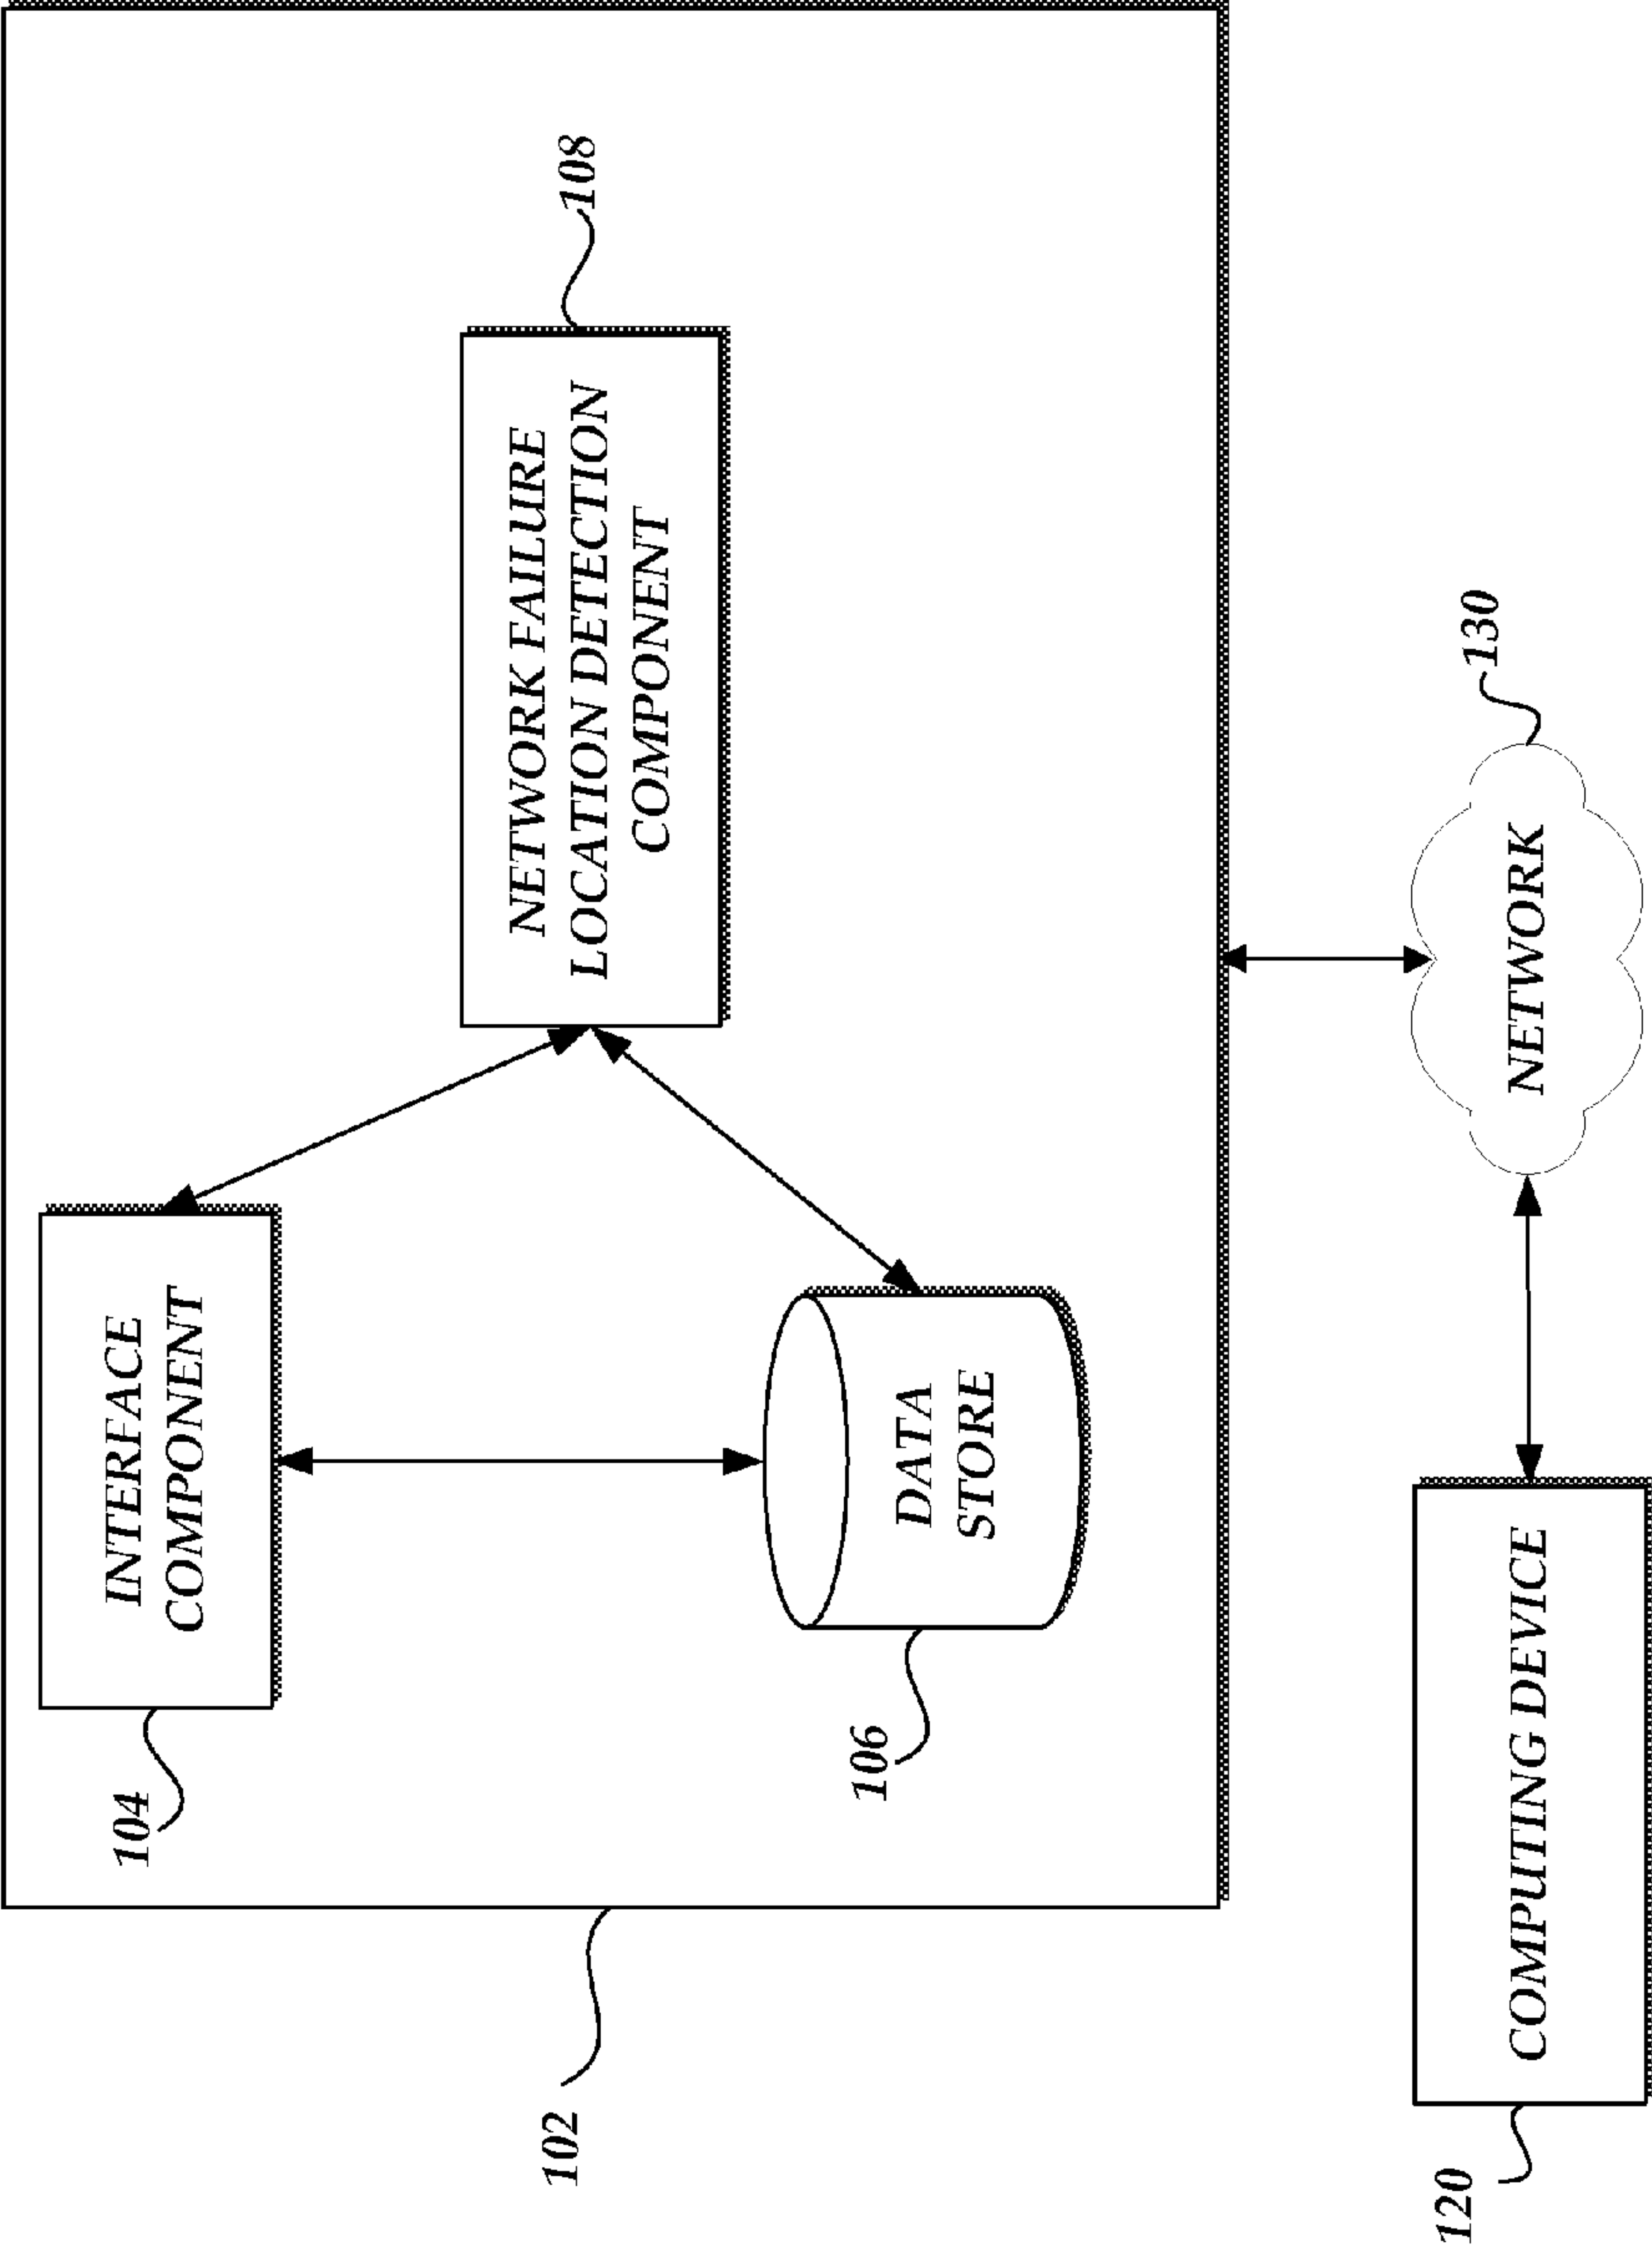 104
INTERFACE
COMPONENT
NETWORK FAILURE
LOCATION DETECTION
COMPONENT
108
102
106
DATA
STORE
120
COMPUTING DEVICE
NETWORK
130